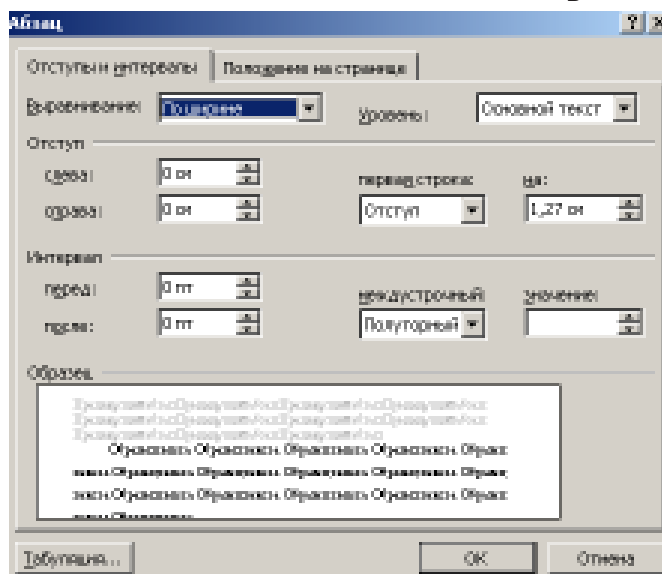 Абзац
Отступы и интервалы Положение на странице
Выравнивание: По ширине Уровень: Основной текст
Отступ
слева: 0 см первая строка: на:
справа: 0 см Отступ 1,27 см
Интервал
перед: 0 пт междустрочный: значение:
после: 0 пт Полуторный
Образец
Табуляция... ОК Отмена